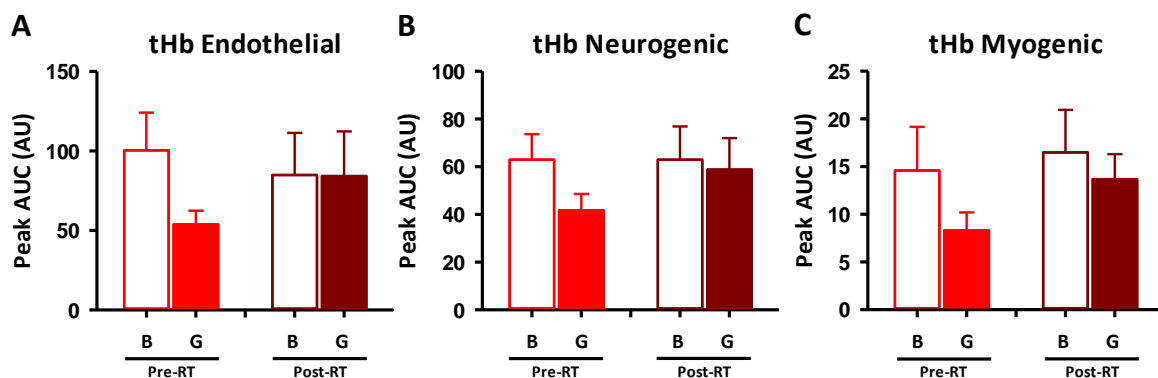 A
tHb Endothelial
Peak AUC (AU)
150
100
50
0
B G B G
Pre-RT Post-RT
B
tHb Neurogenic
Peak AUC (AU)
100
80
60
40
20
0
B G B G
Pre-RT Post-RT
C
tHb Myogenic
Peak AUC (AU)
25
20
15
10
5
0
B G B G
Pre-RT Post-RT